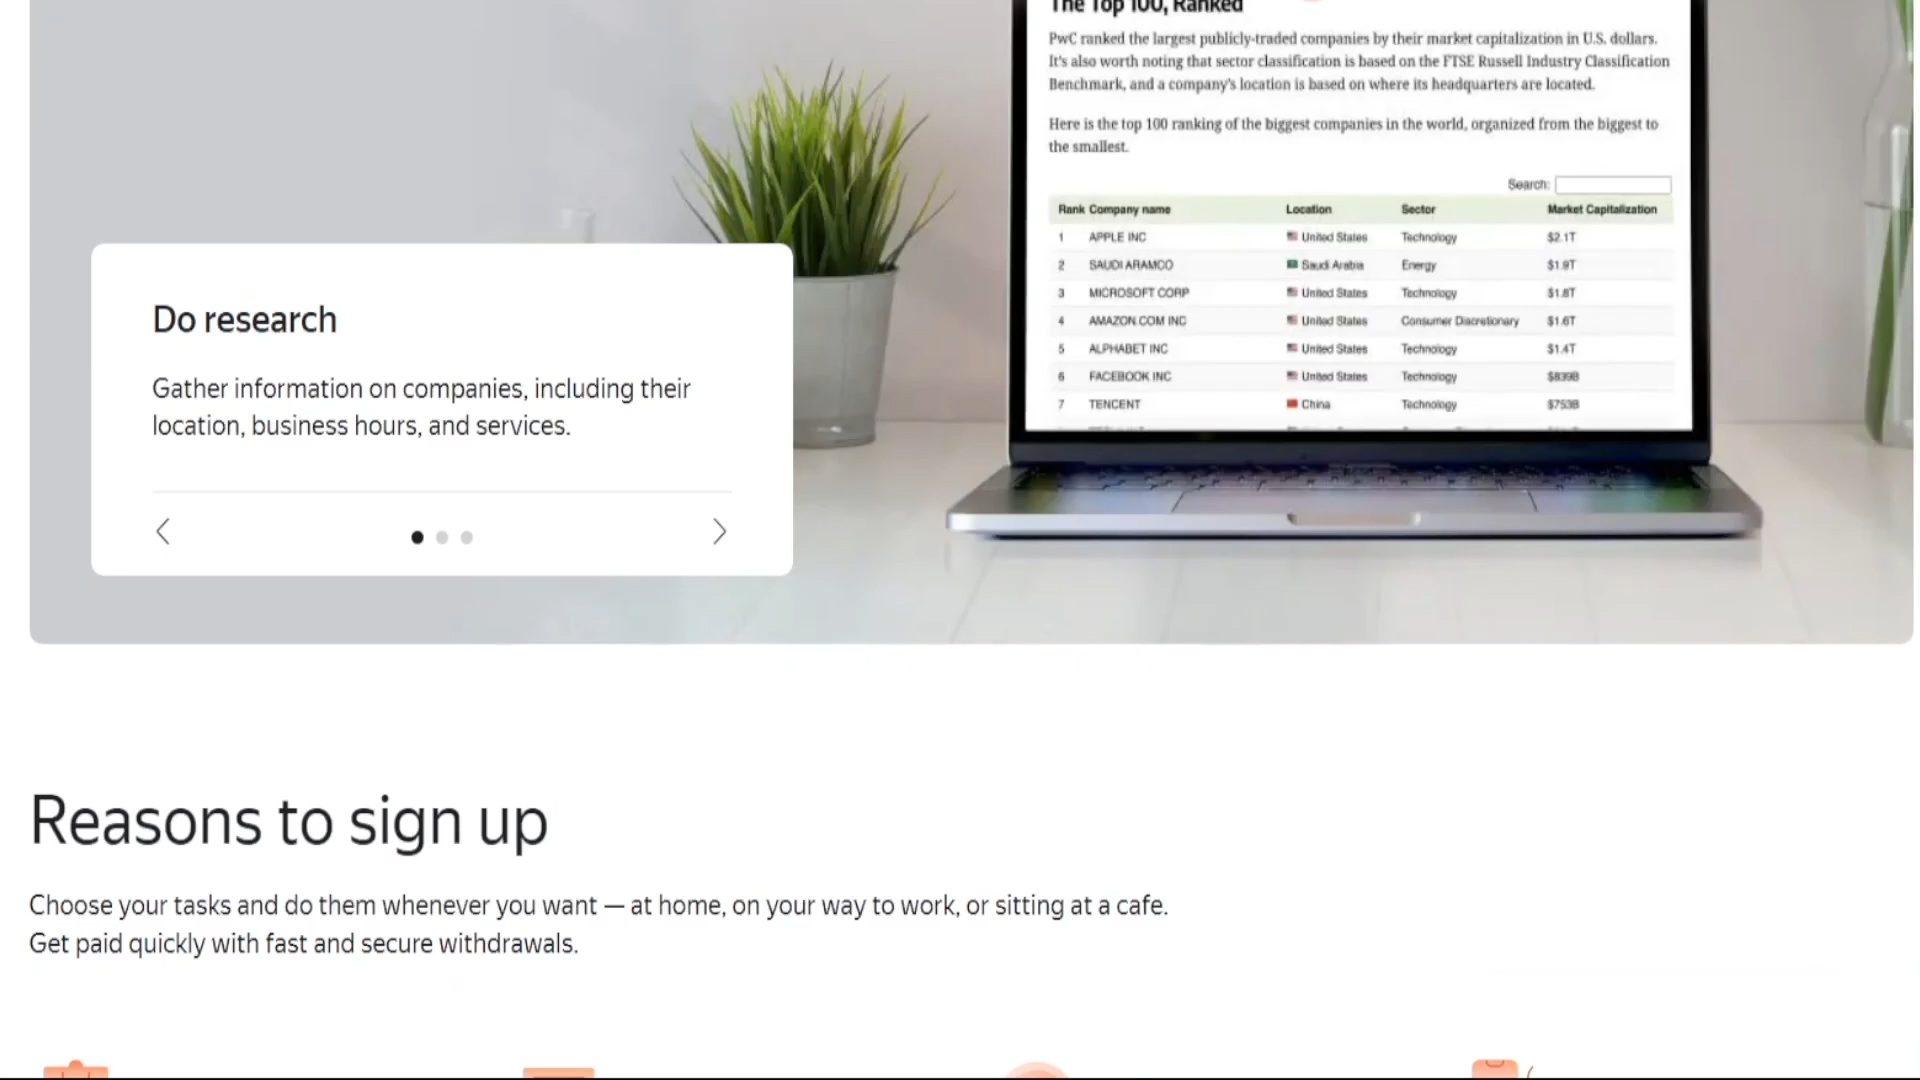 The Top 100, Ranked
PwC ranked the largest publicly-traded companies by their market capitalization in U.S. dollars.
It's also worth noting that sector classification is based on the FTSE Russell Industry Classification
Benchmark, and a company's location is based on where its headquarters are located.
Here is the top 100 ranking of the biggest companies in the world, organized from the biggest to
the smallest.
Search:
Rank Company name Location Sector Market Capitalization
1 APPLE INC United States Technology $2.1T
2 SAUDI ARAMCO Saudi Arabia Energy $1.9T
3 MICROSOFT CORP United States Technology $1.8T
4 AMAZON.COM INC United States Consumer Discretionary $1.6T
5 ALPHABET INC United States Technology $1.4T
6 FACEBOOK INC United States Technology $839B
7 TENCENT China Technology $753B
Do research
Gather information on companies, including their
location, business hours, and services.
Reasons to sign up
Choose your tasks and do them whenever you want — at home, on your way to work, or sitting at a cafe.
Get paid quickly with fast and secure withdrawals.